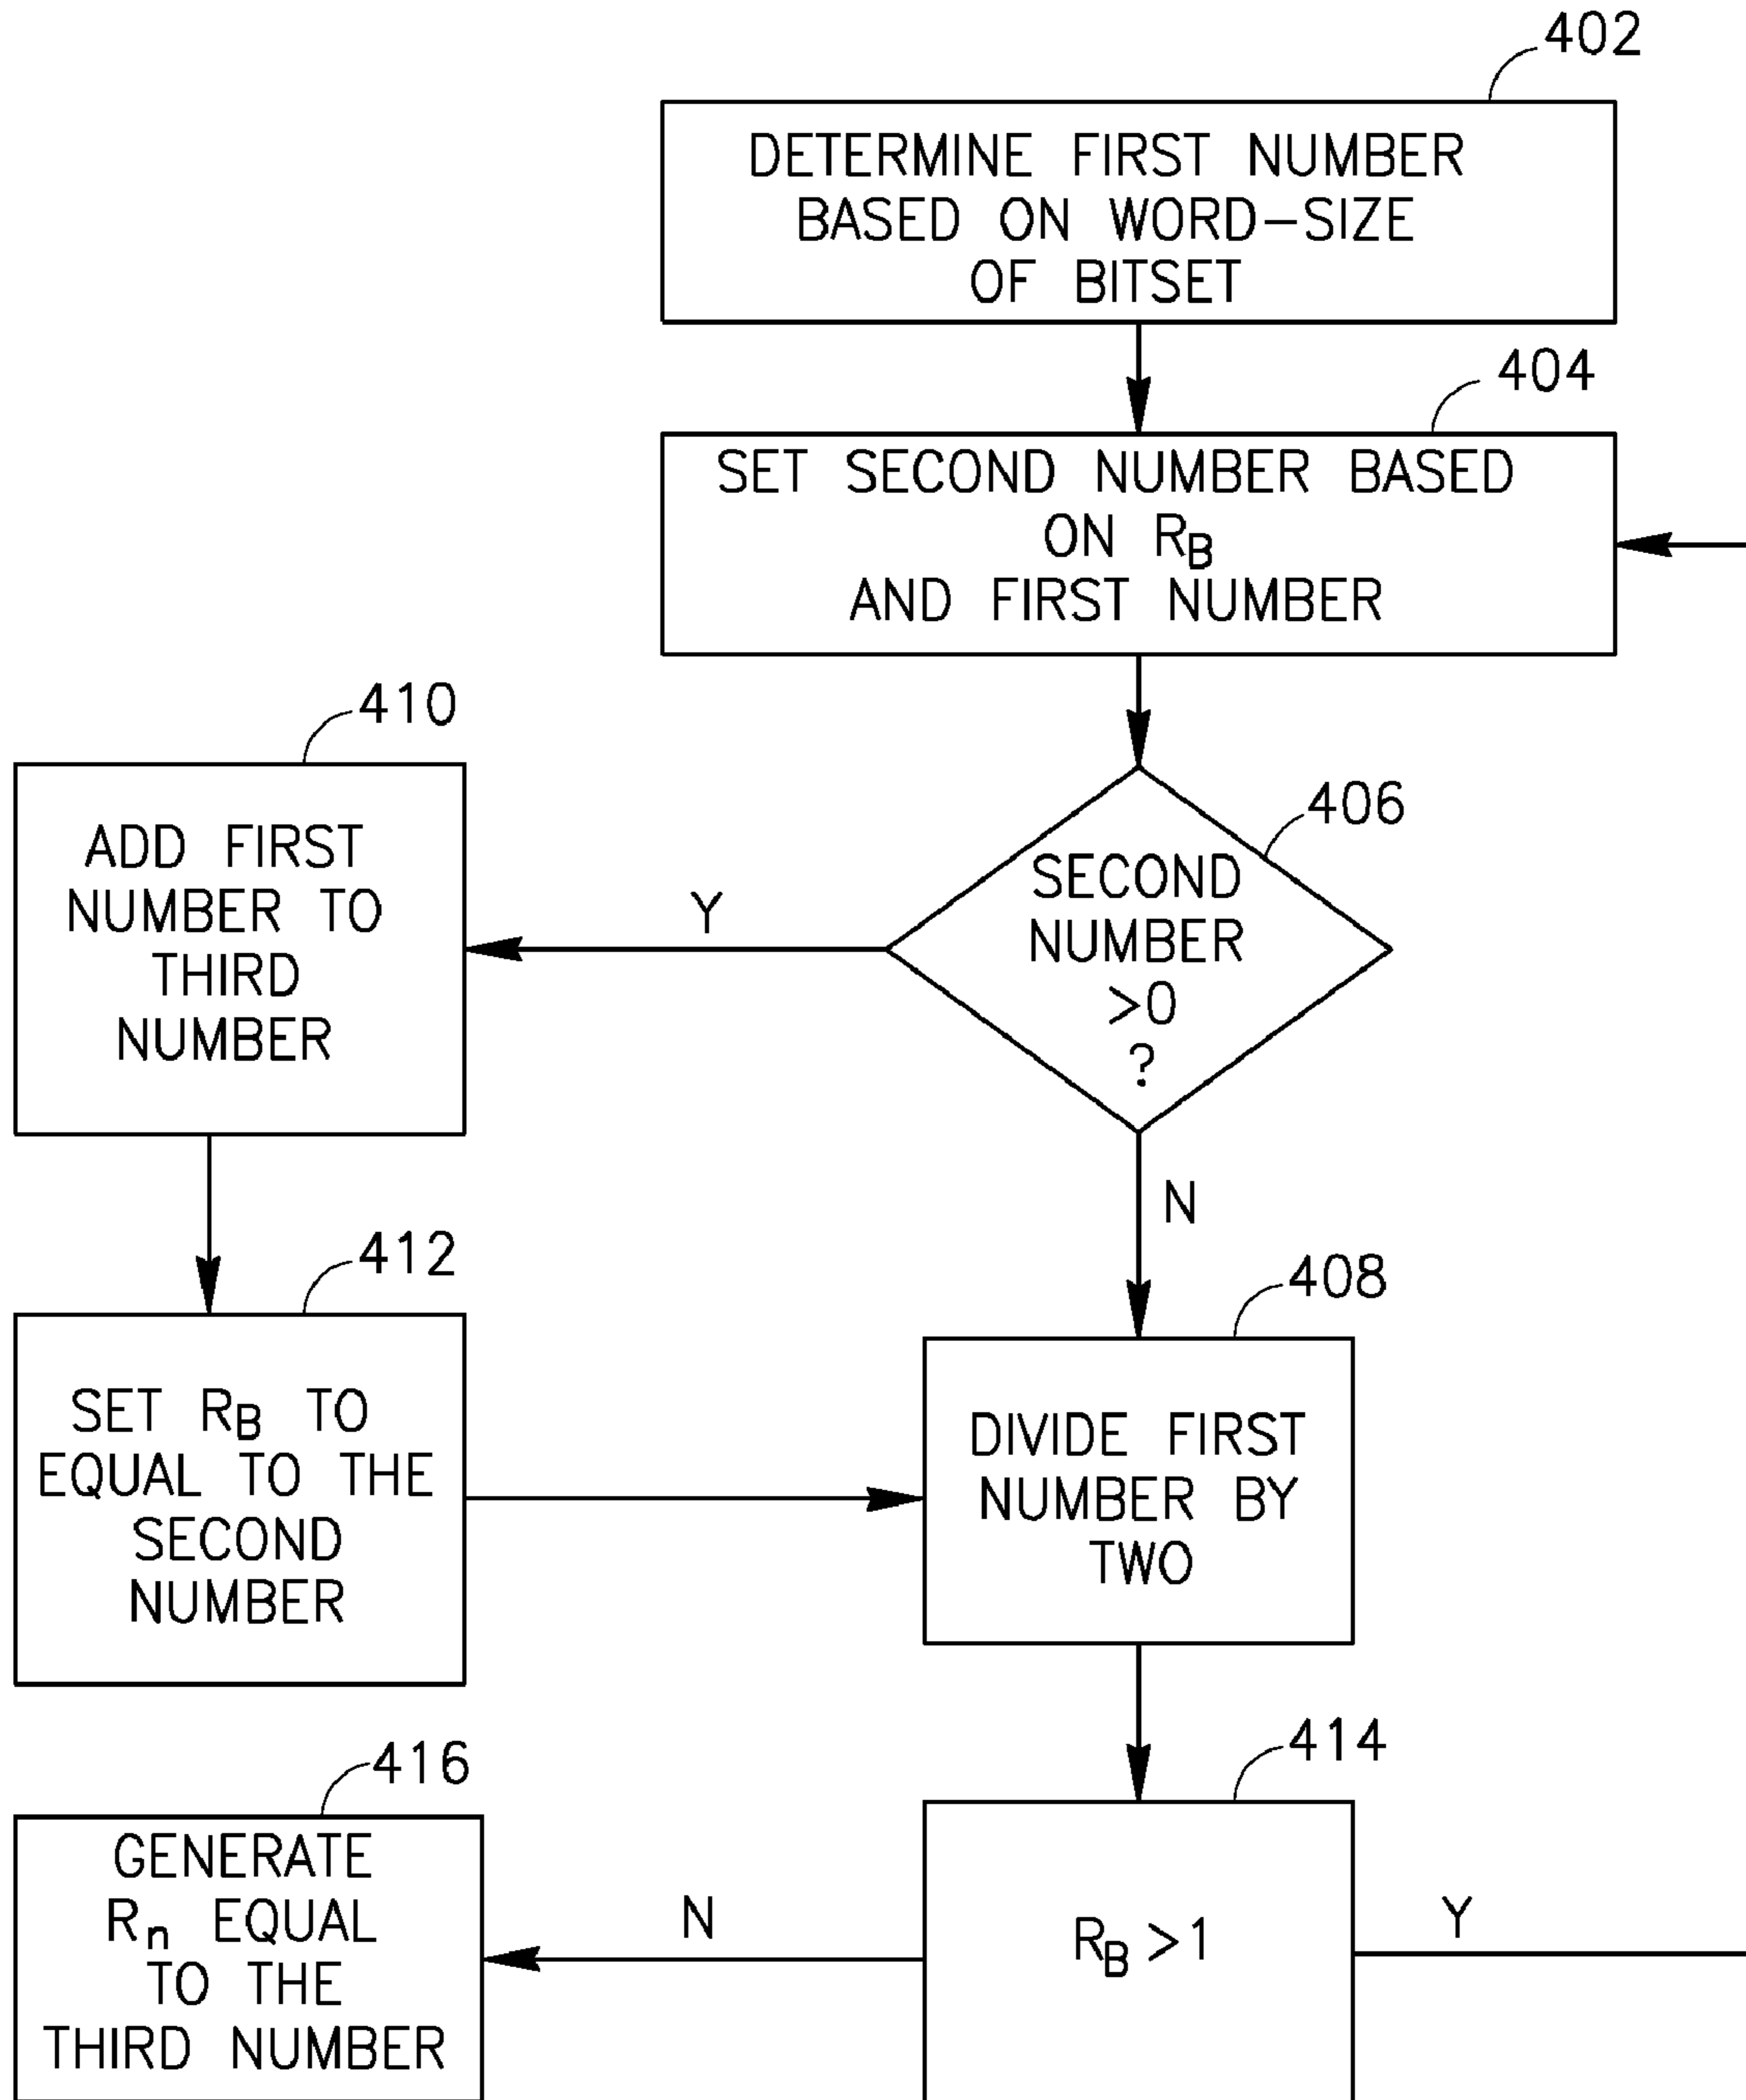 402
DETERMINE FIRST NUMBER
BASED ON WORD-SIZE
OF BITSET
404
SET SECOND NUMBER BASED
ON RB
AND FIRST NUMBER
406
SECOND
NUMBER
>0
?
Y
N
410
ADD FIRST
NUMBER TO
THIRD
NUMBER
412
SET RB TO
EQUAL TO THE
SECOND
NUMBER
408
DIVIDE FIRST
NUMBER BY
TWO
414
RB >1
Y
N
416
GENERATE
Rn EQUAL
TO THE
THIRD NUMBER